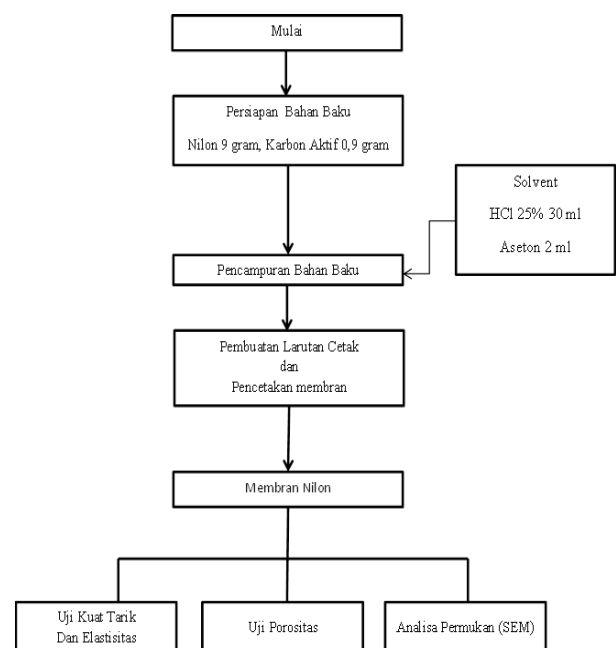 Mulai
Persiapan Bahan Baku
Nilon 9 gram, Karbon Aktif 0,9 gram
Solvent
HCl 25% 30 ml
Aseton 2 ml
Pencampuran Bahan Baku
Pembuatan Larutan Cetak
dan
Pencetakan membran
Membran Nilon
Uji Kuat Tarik
Dan Elastisitas
Uji Porositas
Analisa Permukan (SEM)